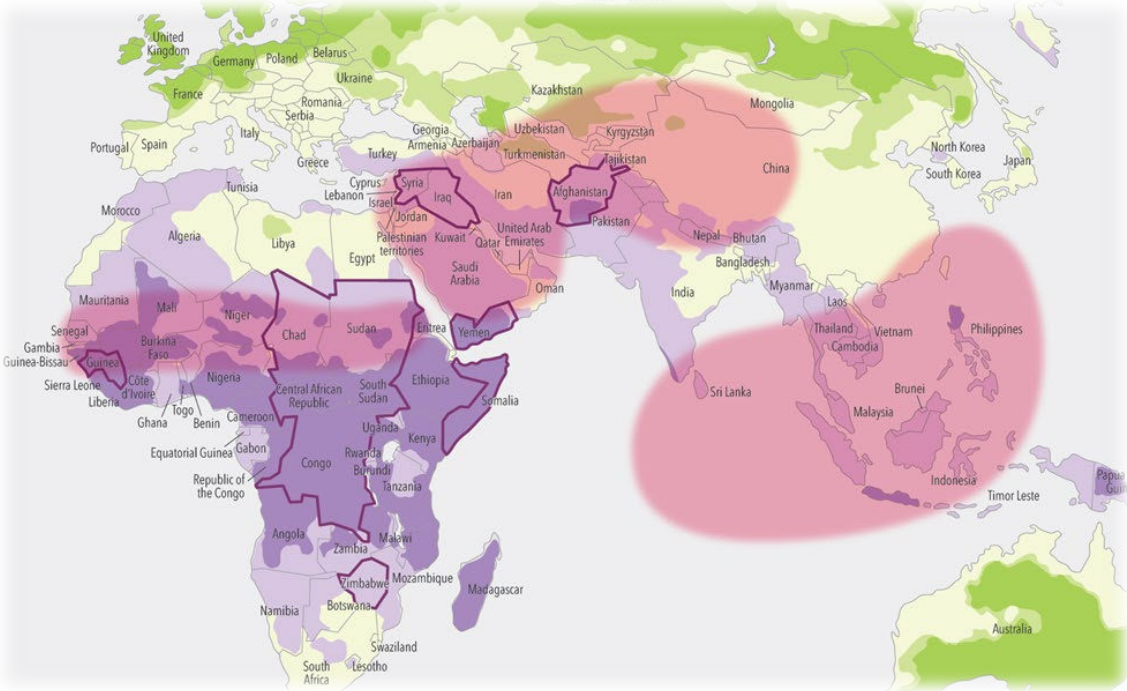 United
Kingdom
Germany
Poland
Belarus
France
Ukraine
Romania
Serbia
Italy
Portugal
Spain
Greece
Turkey
Georgia
Armenia
Azerbaijan
Kazakhstan
Uzbekistan
Kyrgyzstan
Turkmenistan
Tajikistan
Mongolia
China
North Korea
South Korea
Japan
Cyprus
Lebanon
Israel
Syria
Iraq
Iran
Afghanistan
Jordan
Palestinian
territories
Kuwait
Qatar
United Arab
Emirates
Pakistan
Nepal
Bhutan
Bangladesh
India
Myanmar
Laos
Thailand
Vietnam
Cambodia
Philippines
Saudi
Arabia
Oman
Yemen
Tunisia
Morocco
Algeria
Libya
Egypt
Mauritania
Mali
Niger
Chad
Sudan
Eritrea
Senegal
Gambia
Guinea-Bissau
Guinea
Burkina
Faso
Sierra Leone
Liberia
Côte
d'Ivoire
Ghana
Togo
Benin
Nigeria
Cameroon
Central African
Republic
South
Sudan
Ethiopia
Somalia
Equatorial Guinea
Gabon
Republic of
the Congo
Congo
Uganda
Kenya
Rwanda
Burundi
Tanzania
Angola
Zambia
Malawi
Zimbabwe
Mozambique
Madagascar
Namibia
Botswana
Swaziland
South
Africa
Lesotho
Sri Lanka
Brunei
Malaysia
Indonesia
Timor Leste
Papua
Australia